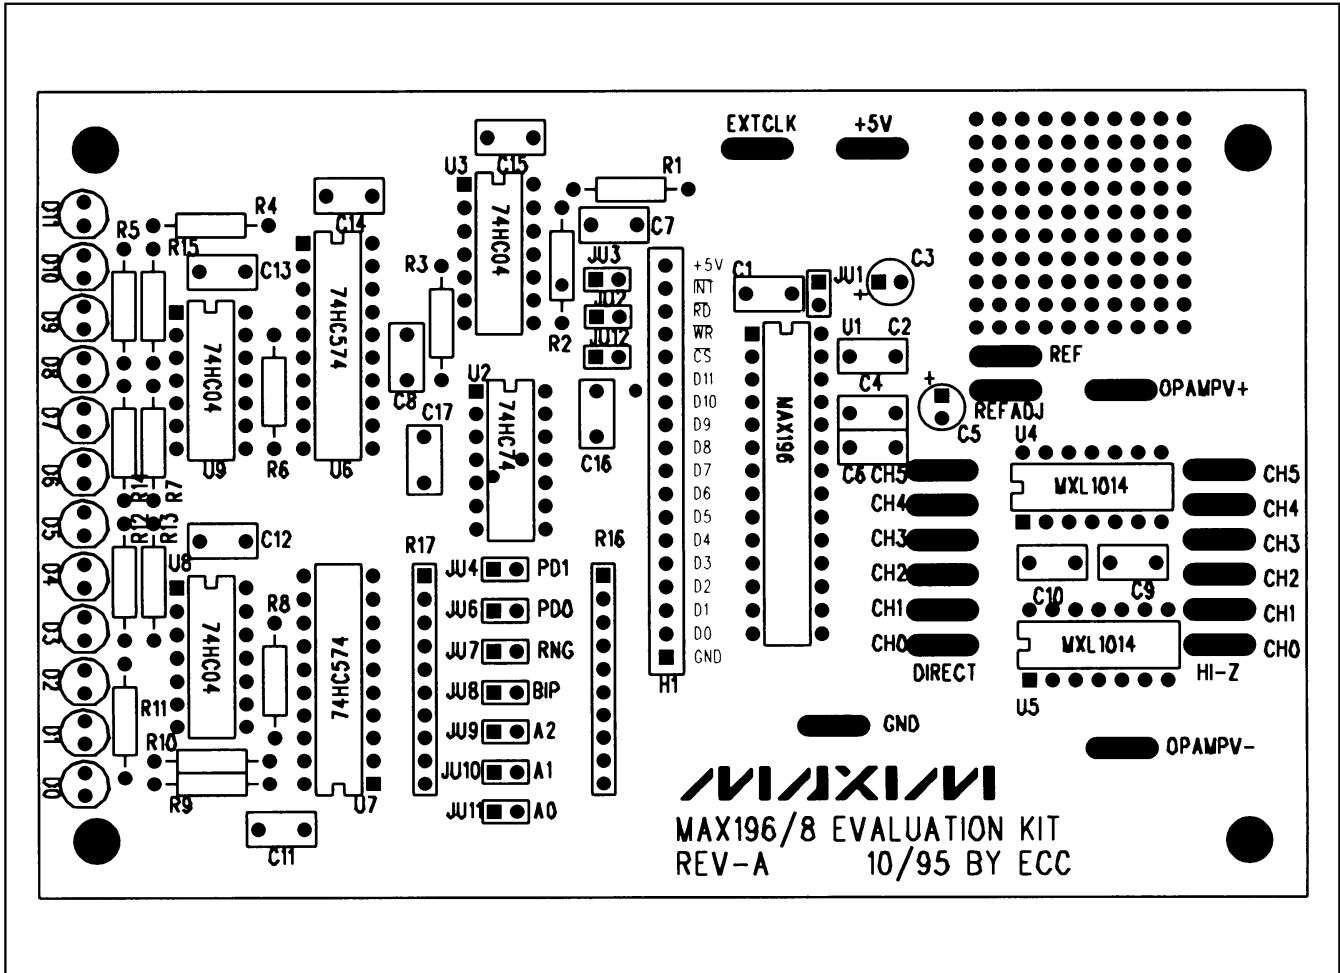 EXTCLK
+5V
C15
U3
R1
74HC04
C14
R4
R5
R15
C7
C13
R3
JU3
JU2
JU12
R2
D11
D10
D9
D8
D7
D6
D5
D4
D3
D2
D1
D0
74HC04
74HC574
U9
R6
U6
C8
C17
U2
74HC74
C16
+5V
INT
RD
WR
CS
D11
D10
D9
D8
D7
D6
D5
D4
D3
D2
D1
D0
GND
H1
C1
JU1
+
C3
U1
C2
C4
MAX196
C6
+
C5
REF
REFADJ
OPAMPV+
U4
MXL1014
CH5
CH4
CH3
CH2
CH1
CH0
DIRECT
C10
C9
MXL1014
U5
CH5
CH4
CH3
CH2
CH1
CH0
HI-Z
R14
R7
R12
R13
C12
U8
R8
74HC04
74HC574
R11
R10
R9
U7
C11
R17
R16
JU4 PD1
JU6 PD0
JU7 RNG
JU8 BIP
JU9 A2
JU10 A1
JU11 A0
GND
OPAMPV-
MAXIM
MAX196/8 EVALUATION KIT
REV-A 10/95 BY ECC